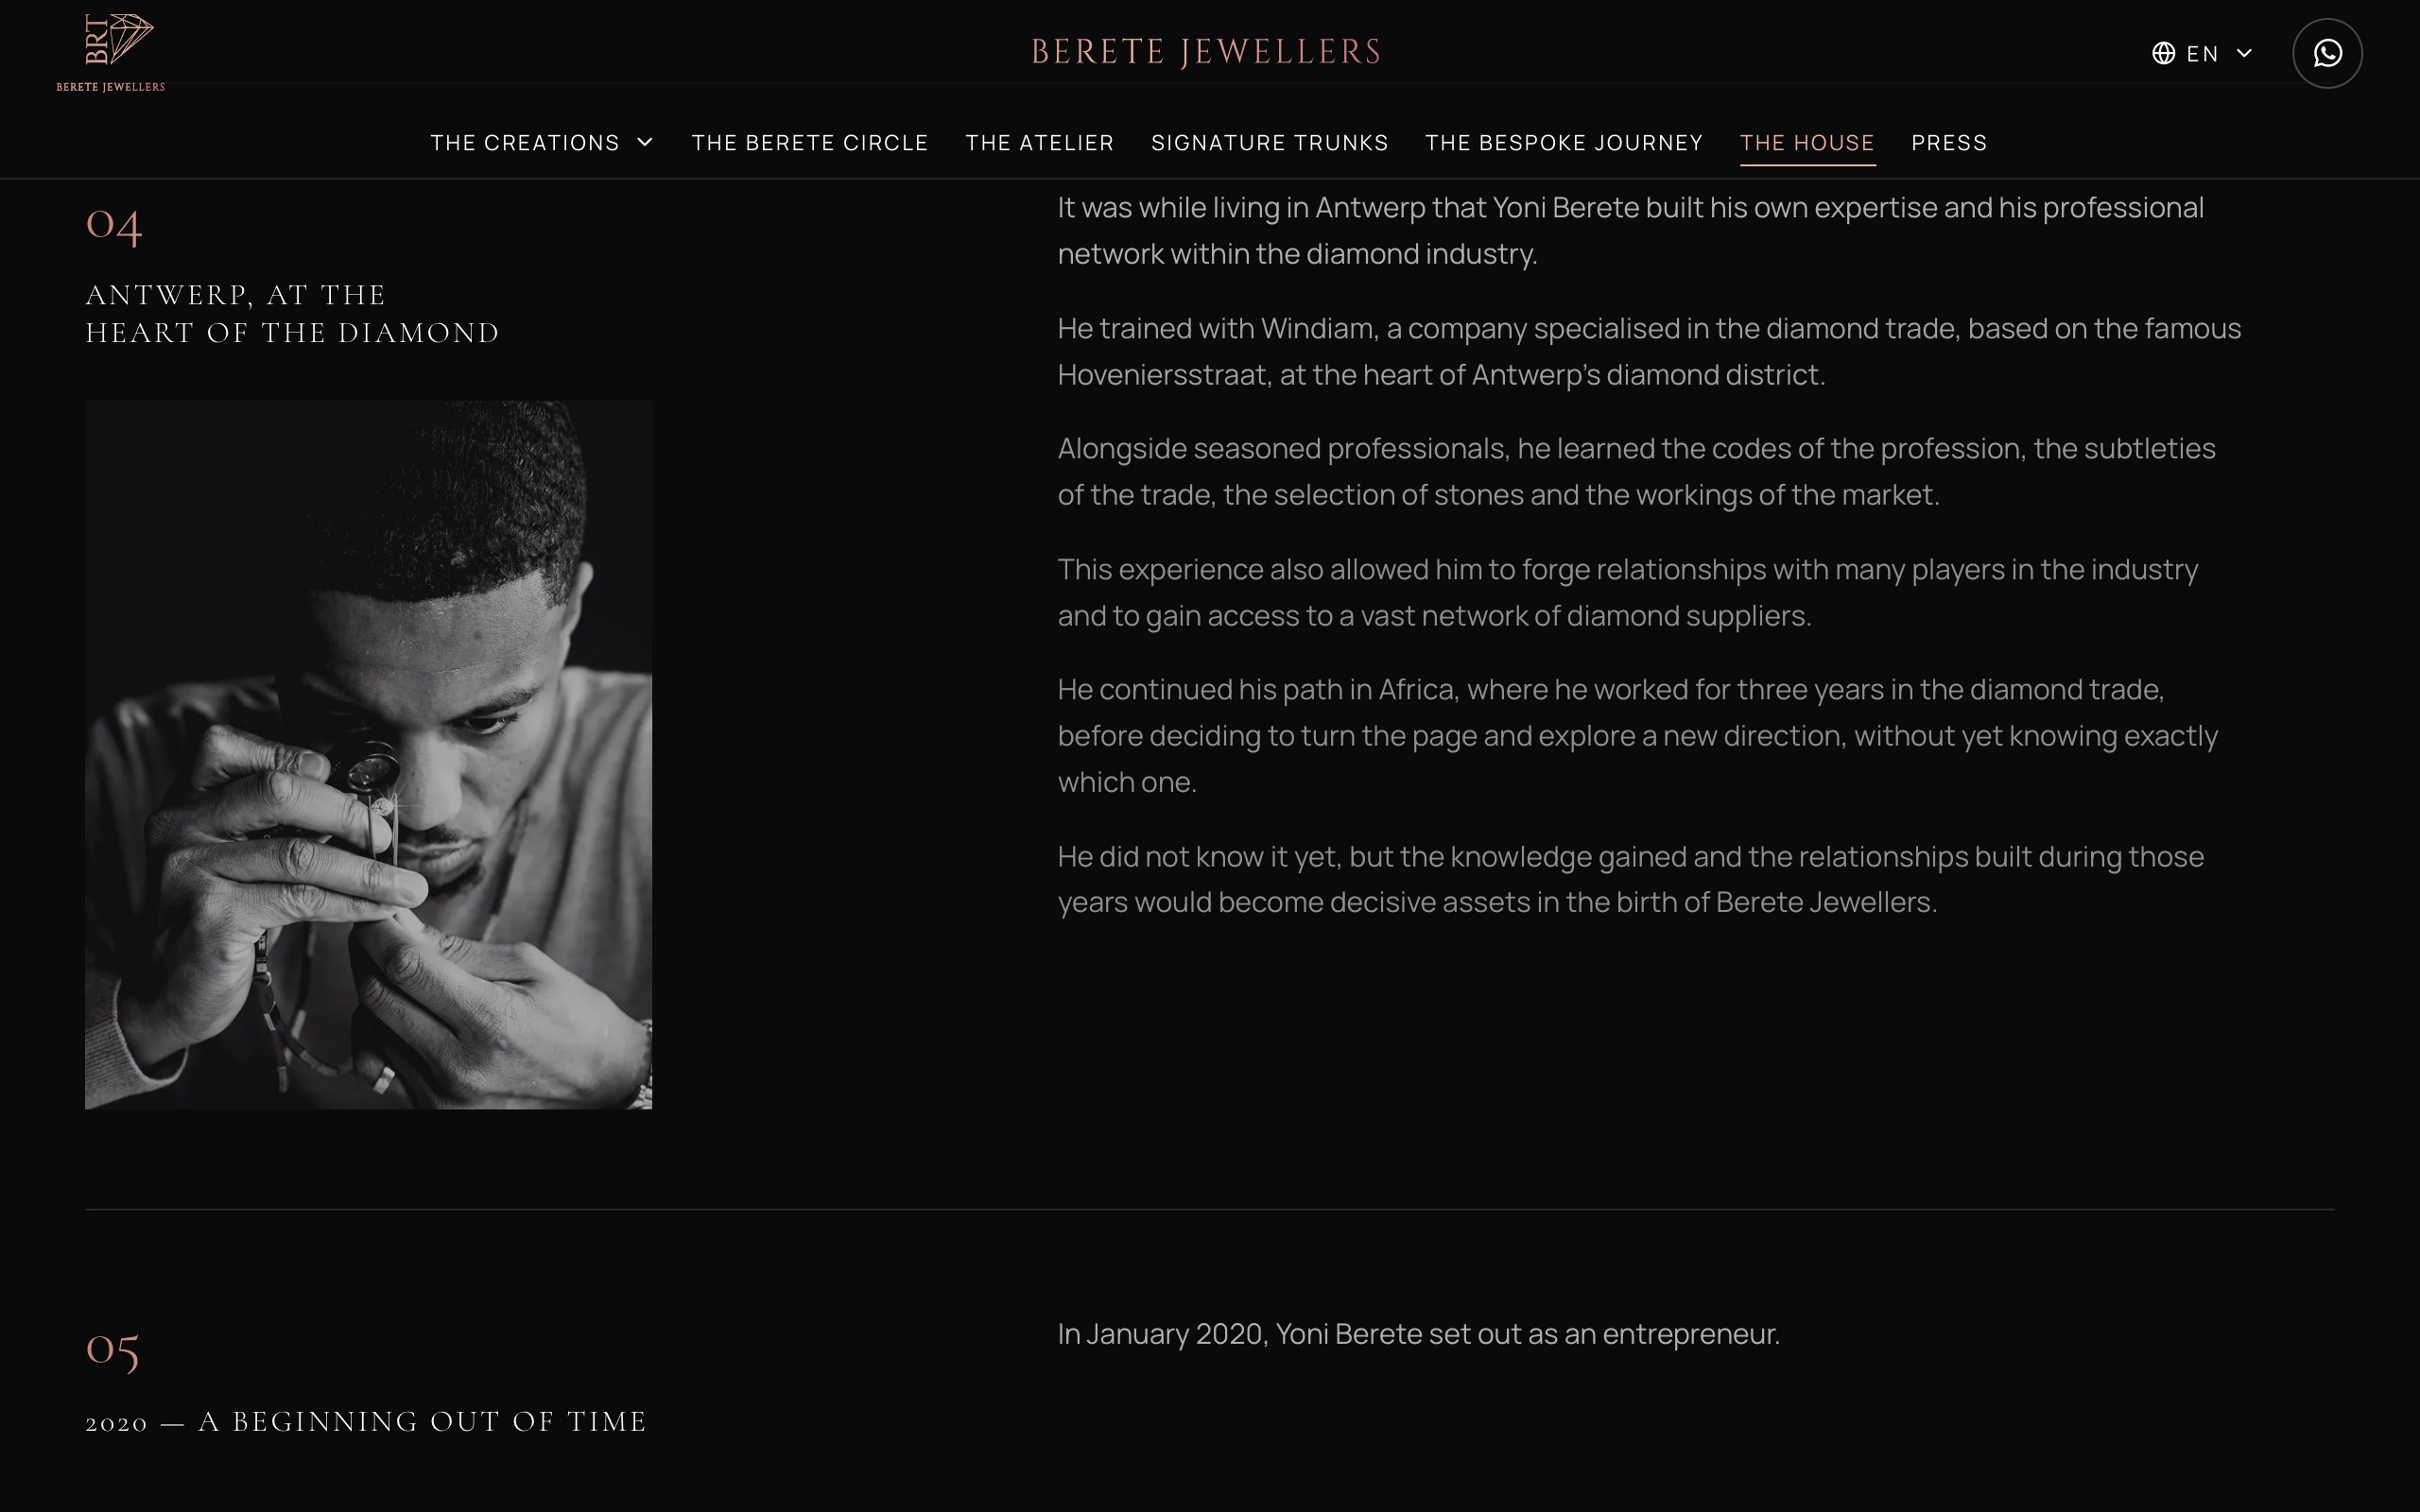 BRT
BERETE JEWELLERS
BERETE JEWELLERS
EN
THE CREATIONS
THE BERETE CIRCLE
THE ATELIER
SIGNATURE TRUNKS
THE BESPOKE JOURNEY
THE HOUSE
PRESS
04
ANTWERP, AT THE
HEART OF THE DIAMOND
It was while living in Antwerp that Yoni Berete built his own expertise and his professional
network within the diamond industry.
He trained with Windiam, a company specialised in the diamond trade, based on the famous
Hoveniersstraat, at the heart of Antwerp’s diamond district.
Alongside seasoned professionals, he learned the codes of the profession, the subtleties
of the trade, the selection of stones and the workings of the market.
This experience also allowed him to forge relationships with many players in the industry
and to gain access to a vast network of diamond suppliers.
He continued his path in Africa, where he worked for three years in the diamond trade,
before deciding to turn the page and explore a new direction, without yet knowing exactly
which one.
He did not know it yet, but the knowledge gained and the relationships built during those
years would become decisive assets in the birth of Berete Jewellers.
05
2020 — A BEGINNING OUT OF TIME
In January 2020, Yoni Berete set out as an entrepreneur.